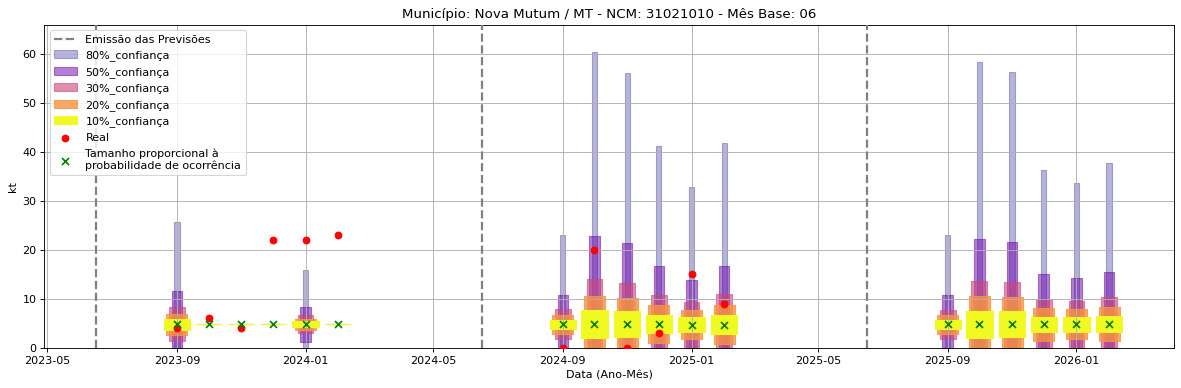 Município: Nova Mutum / MT - NCM: 31021010 - Mês Base: 06
Emissão das Previsões
80%_confiança
50%_confiança
30%_confiança
20%_confiança
10%_confiança
Real
Tamanho proporcional à
probabilidade de ocorrência
kt
60
50
40
30
20
10
0
2023-05
2023-09
2024-01
2024-05
2024-09
2025-01
2025-05
2025-09
2026-01
Data (Ano-Mês)